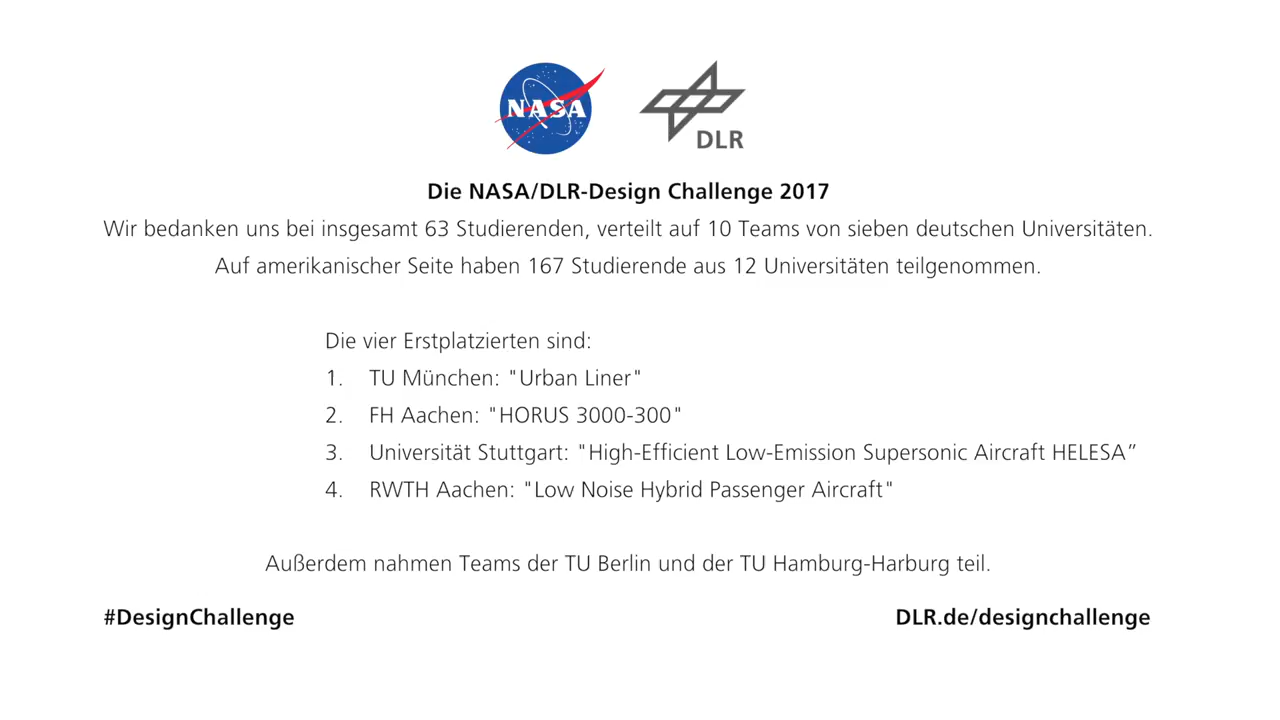 NASA
DLR
Die NASA/DLR-Design Challenge 2017
Wir bedanken uns bei insgesamt 63 Studierenden, verteilt auf 10 Teams von sieben deutschen Universitäten.
Auf amerikanischer Seite haben 167 Studierende aus 12 Universitäten teilgenommen.
Die vier Erstplatzierten sind:
1. TU München: "Urban Liner"
2. FH Aachen: "HORUS 3000-300"
3. Universität Stuttgart: "High-Efficient Low-Emission Supersonic Aircraft HELESA”
4. RWTH Aachen: "Low Noise Hybrid Passenger Aircraft"
Außerdem nahmen Teams der TU Berlin und der TU Hamburg-Harburg teil.
#DesignChallenge
DLR.de/designchallenge